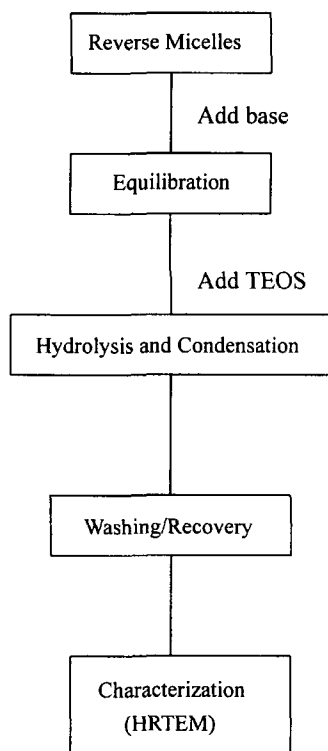 Reverse Micelles
Add base
Equilibration
Add TEOS
Hydrolysis and Condensation
Washing/Recovery
Characterization
(HRTEM)